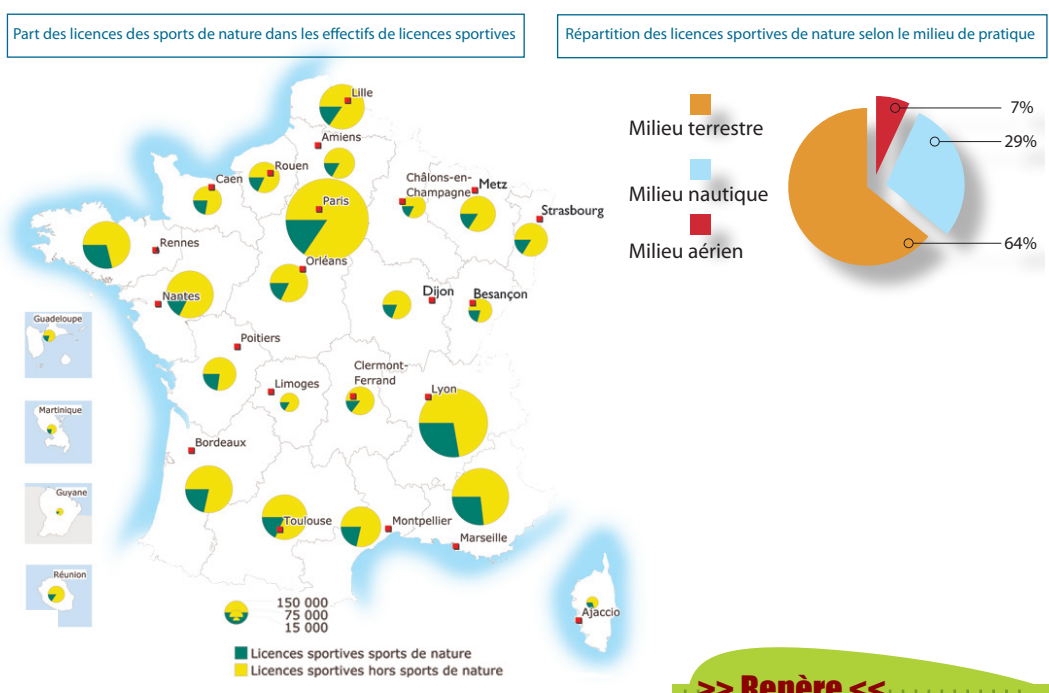 Part des licences des sports de nature dans les effectifs de licences sportives
Répartition des licences sportives de nature selon le milieu de pratique
Lille
Amiens
Rouen
Caen
Châlons-en-
Champagne
Metz
Paris
Strasbourg
Rennes
Orléans
Nantes
Dijon
Besançon
Guadeloupe
Poitiers
Clermont-
Ferrand
Limoges
Lyon
Martinique
Bordeaux
Guyane
Toulouse
Montpellier
Marseille
Réunion
Ajaccio
150 000
75 000
15 000
Licences sportives sports de nature
Licences sportives hors sports de nature
Milieu terrestre
Milieu nautique
Milieu aérien
7%
29%
64%
>> Repère <<